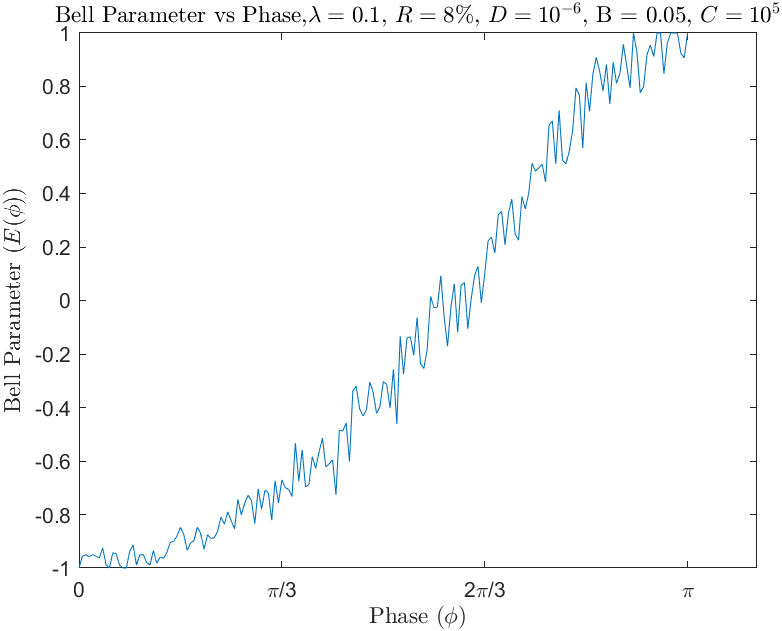 Bell Parameter vs Phase,λ = 0.1, R = 8%, D = 10⁻⁶, B = 0.05, C = 10⁵
1
0.8
0.6
0.4
0.2
0
-0.2
-0.4
-0.6
-0.8
-1
Bell Parameter (E(ϕ))
0 π/3 2π/3 π
Phase (ϕ)